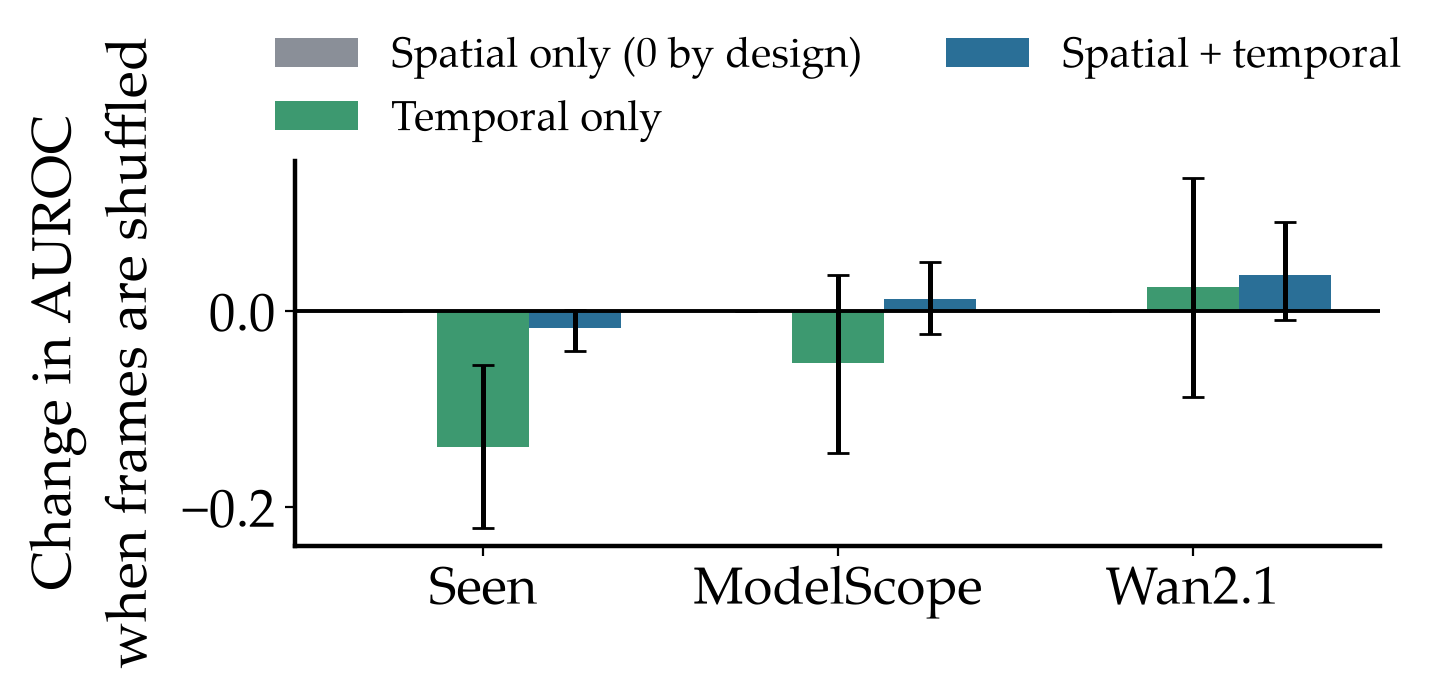 Spatial only (0 by design)
Spatial + temporal
Temporal only
Change in AUROC
when frames are shuffled
0.0
−0.2
Seen
ModelScope
Wan2.1